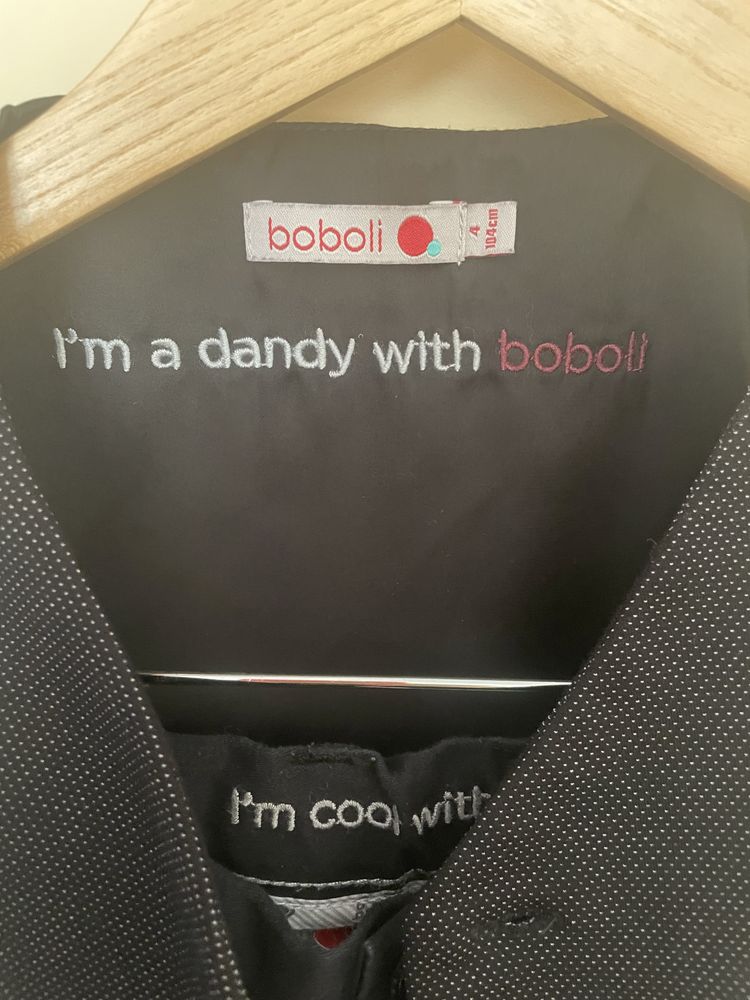 boboli
4
104cm
I'm a dandy with boboli
I'm cool with